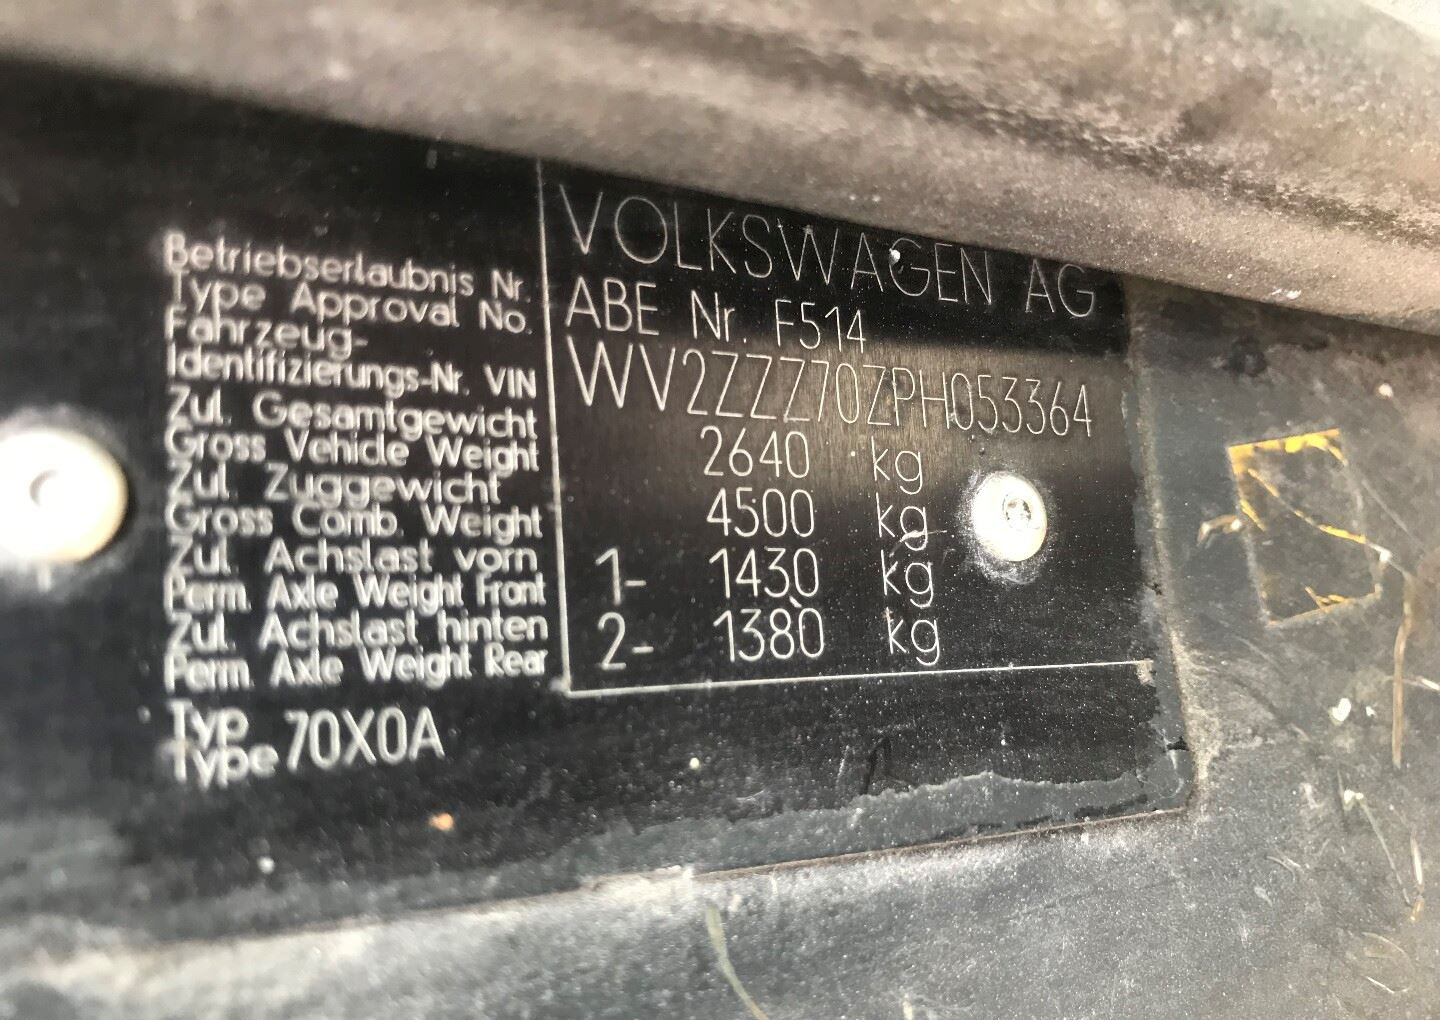 VOLKSWAGEN AG
Betriebserlaubnis Nr.
Type Approval No.
ABE Nr. F514
Fahrzeug-
Identifizierungs-Nr. VIN
WV2ZZZ70ZPH053364
Zul. Gesamtgewicht
Gross Vehicle Weight
2640 kg
Zul. Zuggewicht
Gross Comb. Weight
4500 kg
Zul. Achslast vorn
Perm. Axle Weight Front
1- 1430 kg
Zul. Achslast hinten
Perm. Axle Weight Rear
2- 1380 kg
Typ
Type 70X0A